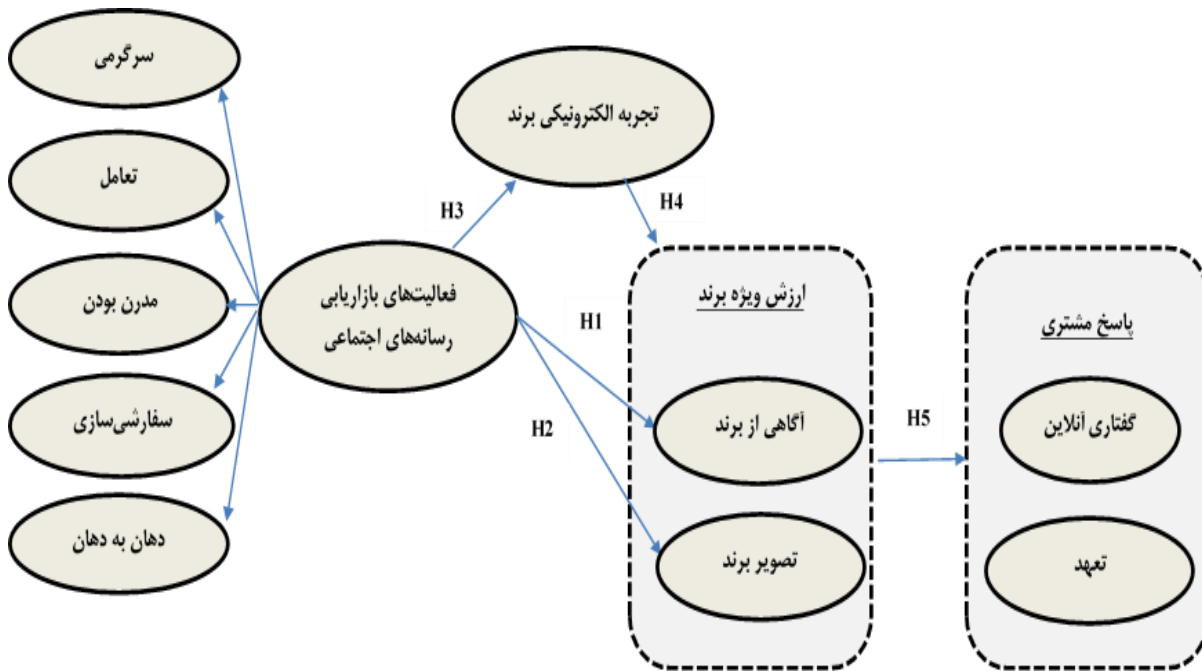 سرگرمی
تعامل
مدرن بودن
سفارشی‌سازی
دهان به دهان
فعالیت‌های بازاریابی
رسانه‌های اجتماعی
تجربه الکترونیکی برند
H3
H4
H1
H2
ارزش ویژه برند
آگاهی از برند
تصویر برند
H5
پاسخ مشتری
گفتاری آنلاین
تعهد